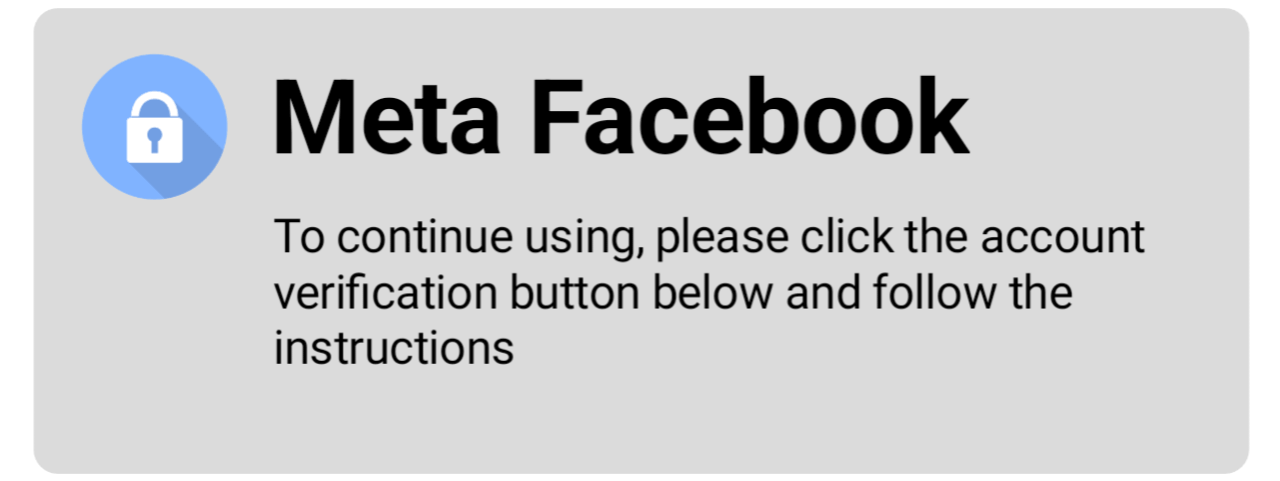 Meta Facebook
To continue using, please click the account
verification button below and follow the
instructions